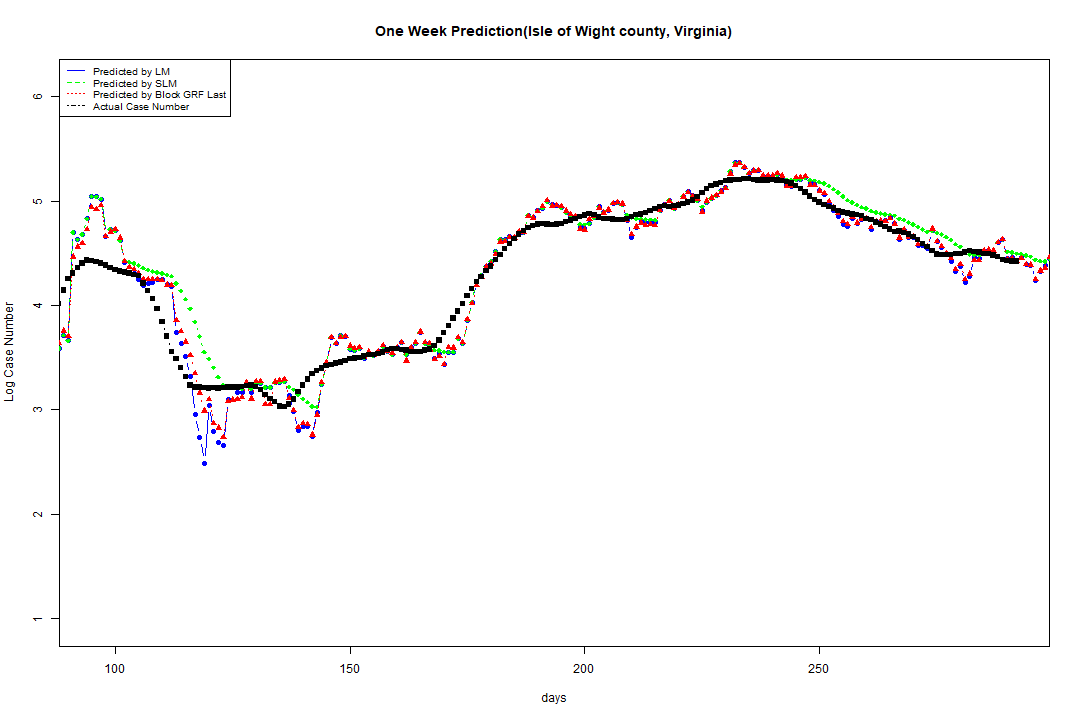 One Week Prediction(Isle of Wight county, Virginia)
Predicted by LM
Predicted by SLM
Predicted by Block GRF Last
Actual Case Number
6
5
4
3
2
1
Log Case Number
100 150 200 250
days